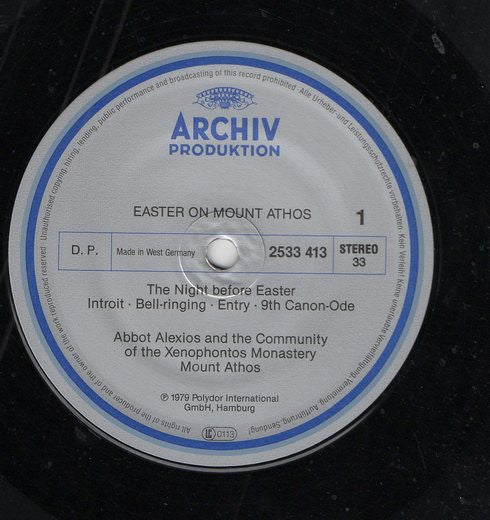 ARCHIV
PRODUKTION
EASTER ON MOUNT ATHOS
1
D. P.
Made in West Germany
2533 413
STEREO
33
The Night before Easter
Introit · Bell-ringing · Entry · 9th Canon-Ode
Abbot Alexios and the Community
of the Xenophontos Monastery
Mount Athos
℗ 1979 Polydor International
GmbH, Hamburg
LC 0113
All rights of the producer and of the owner of the work reproduced reserved · Unauthorised copying, hiring, lending, public performance and broadcasting of this record prohibited · Alle Urheber- und Leistungsschutzrechte vorbehalten · Kein Verleih! Keine unerlaubte Vervielfältigung, Vermietung, Aufführung, Sendung!